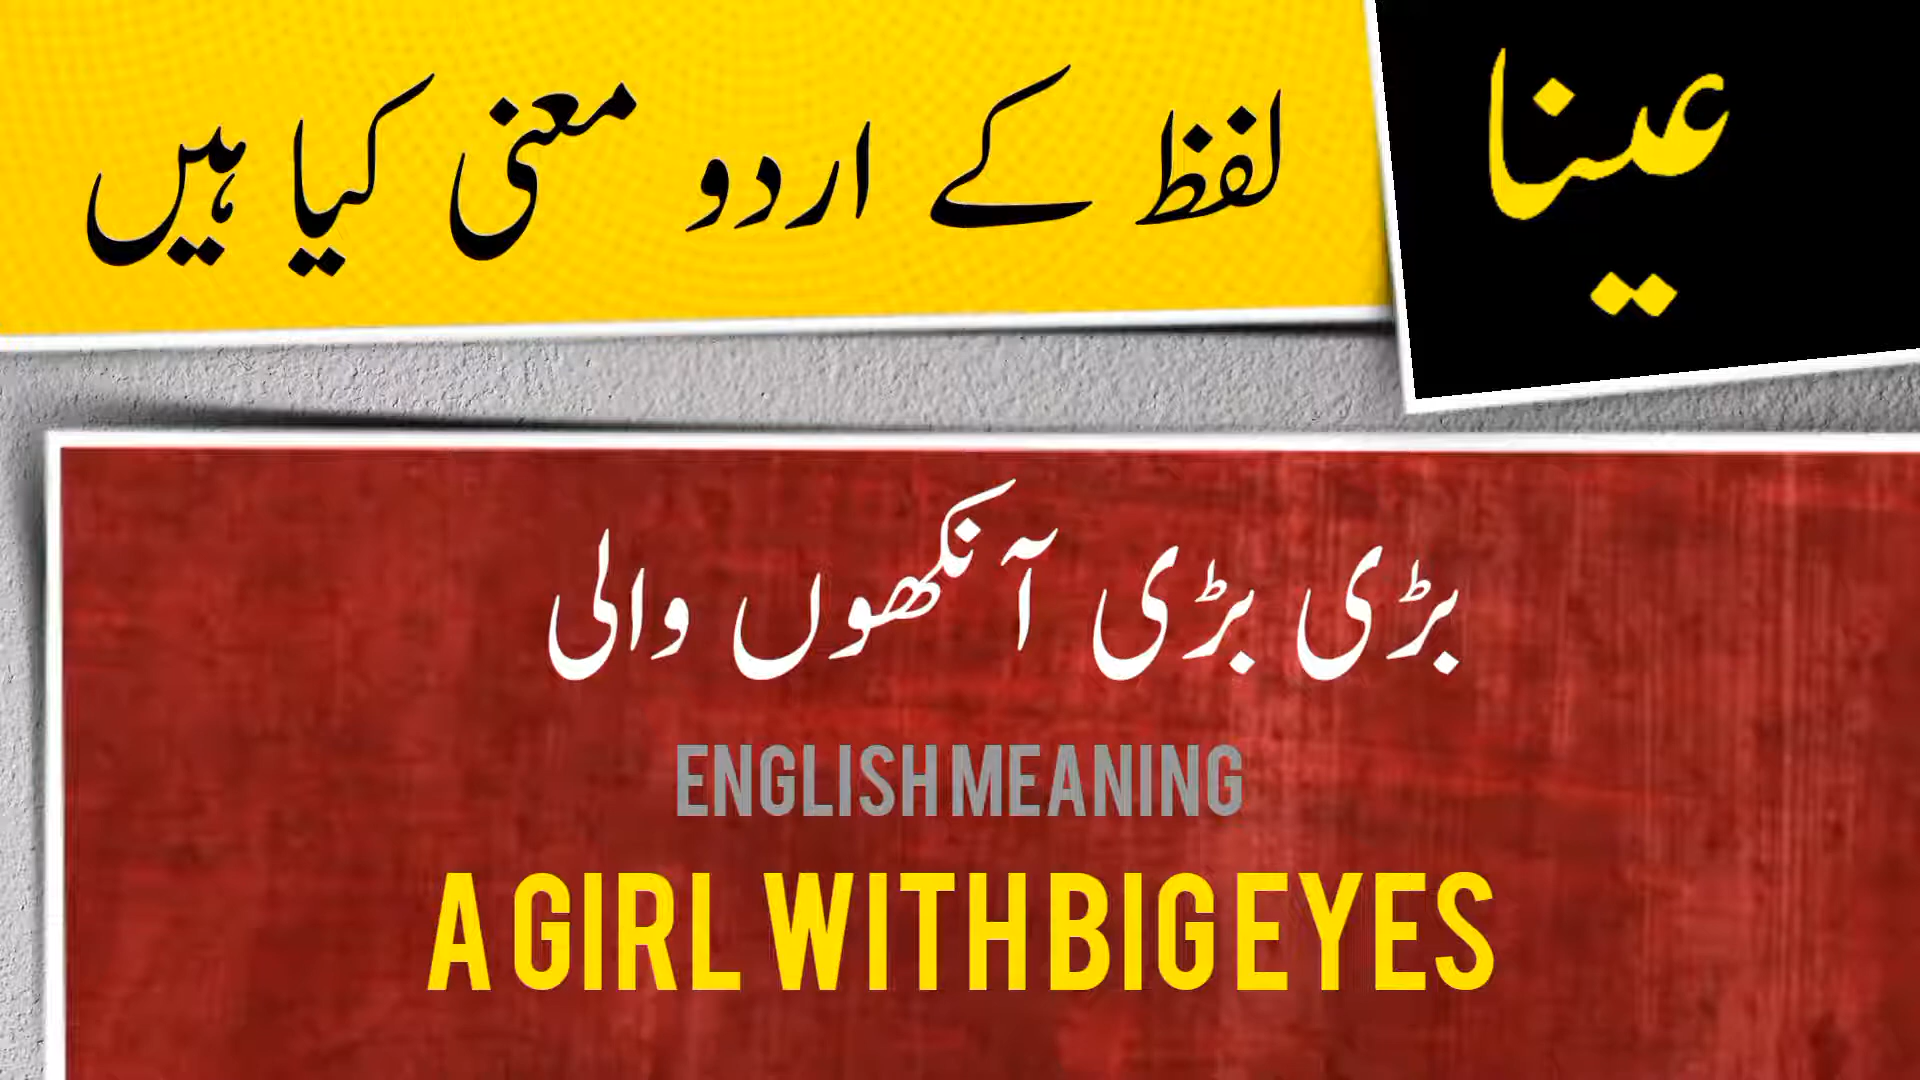 عینا
لفظ کے اردو معنی کیا ہیں
بڑی بڑی آنکھوں والی
ENGLISH MEANING
A GIRL WITH BIG EYES